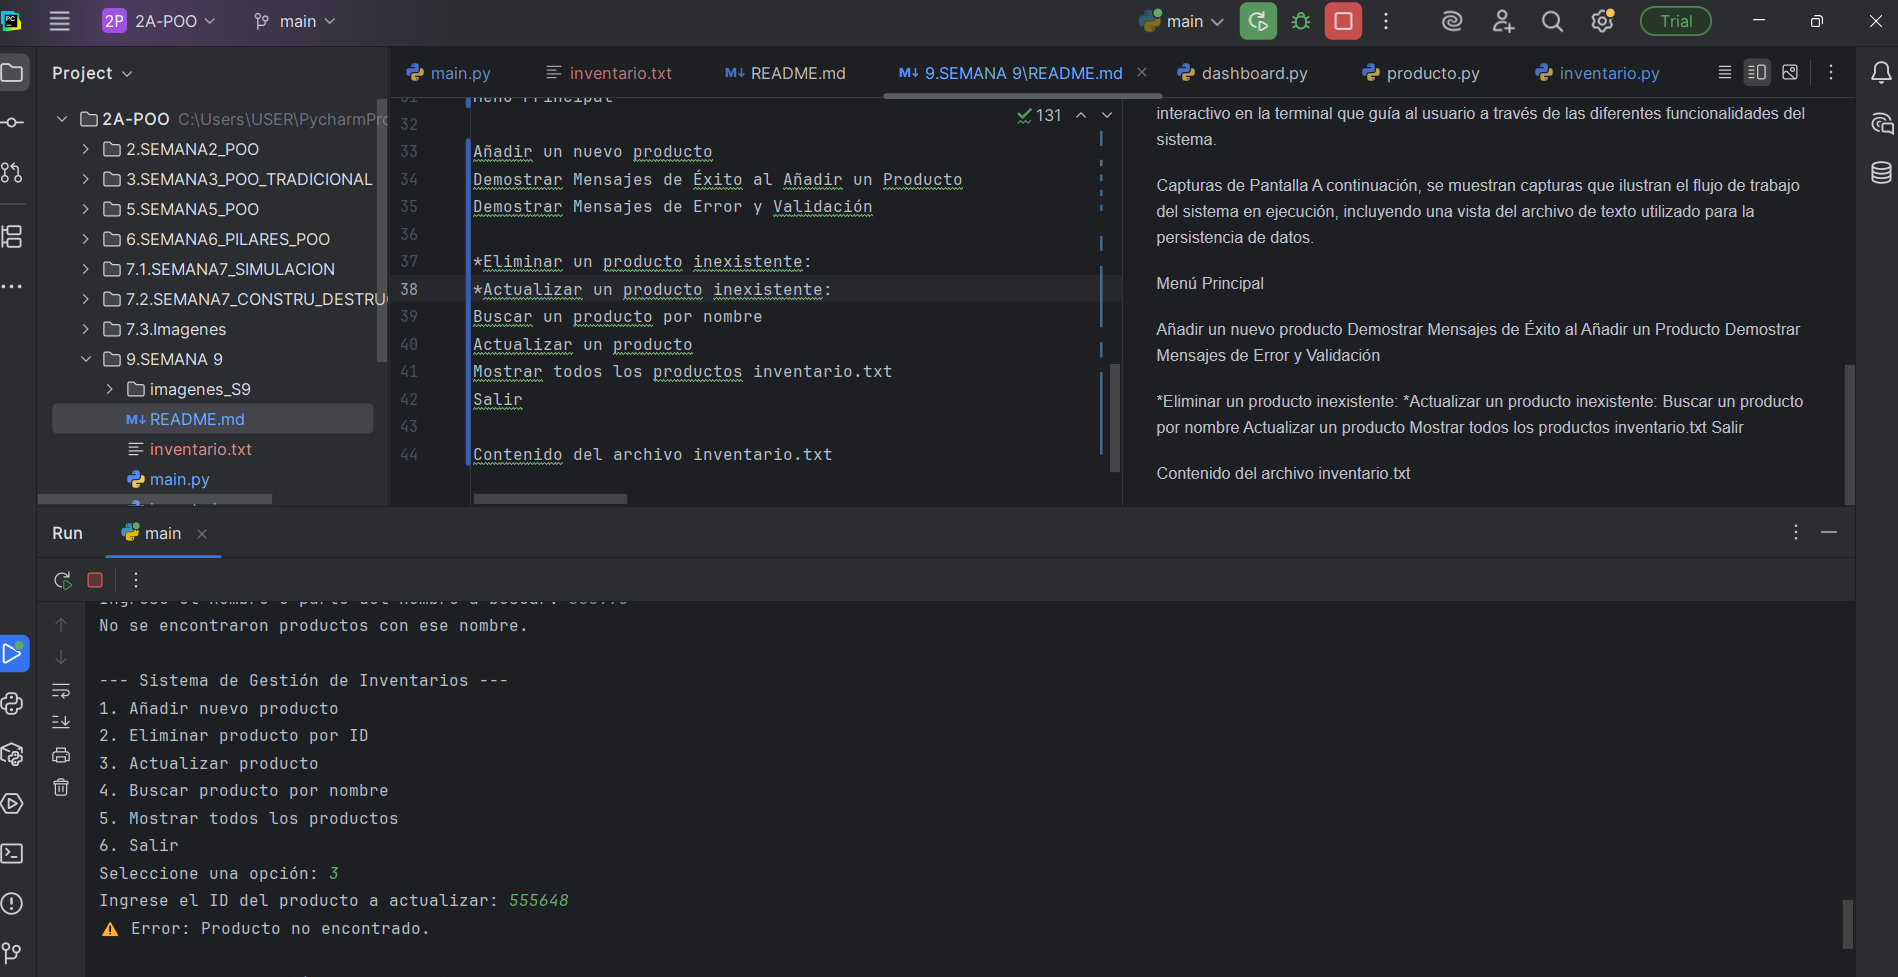 PC
2P 2A-POO
main
main
Trial
Project
main.py
inventario.txt
M↓ README.md
M↓ 9.SEMANA 9\README.md
dashboard.py
producto.py
inventario.py
2A-POO C:\Users\USER\PycharmPro
2.SEMANA2_POO
3.SEMANA3_POO_TRADICIONAL
5.SEMANA5_POO
6.SEMANA6_PILARES_POO
7.1.SEMANA7_SIMULACION
7.2.SEMANA7_CONSTRU_DESTRU
7.3.Imagenes
9.SEMANA 9
imagenes_S9
M↓ README.md
inventario.txt
main.py
131
31 Menú Principal
32
33 Añadir un nuevo producto
34 Demostrar Mensajes de Éxito al Añadir un Producto
35 Demostrar Mensajes de Error y Validación
36
37 *Eliminar un producto inexistente:
38 *Actualizar un producto inexistente:
39 Buscar un producto por nombre
40 Actualizar un producto
41 Mostrar todos los productos inventario.txt
42 Salir
43
44 Contenido del archivo inventario.txt
interactivo en la terminal que guía al usuario a través de las diferentes funcionalidades del
sistema.
Capturas de Pantalla A continuación, se muestran capturas que ilustran el flujo de trabajo
del sistema en ejecución, incluyendo una vista del archivo de texto utilizado para la
persistencia de datos.
Menú Principal
Añadir un nuevo producto Demostrar Mensajes de Éxito al Añadir un Producto Demostrar
Mensajes de Error y Validación
*Eliminar un producto inexistente: *Actualizar un producto inexistente: Buscar un producto
por nombre Actualizar un producto Mostrar todos los productos inventario.txt Salir
Contenido del archivo inventario.txt
Run
main
Ingrese el nombre o parte del nombre a buscar:
No se encontraron productos con ese nombre.
--- Sistema de Gestión de Inventarios ---
1. Añadir nuevo producto
2. Eliminar producto por ID
3. Actualizar producto
4. Buscar producto por nombre
5. Mostrar todos los productos
6. Salir
Seleccione una opción: 3
Ingrese el ID del producto a actualizar: 555648
⚠ Error: Producto no encontrado.